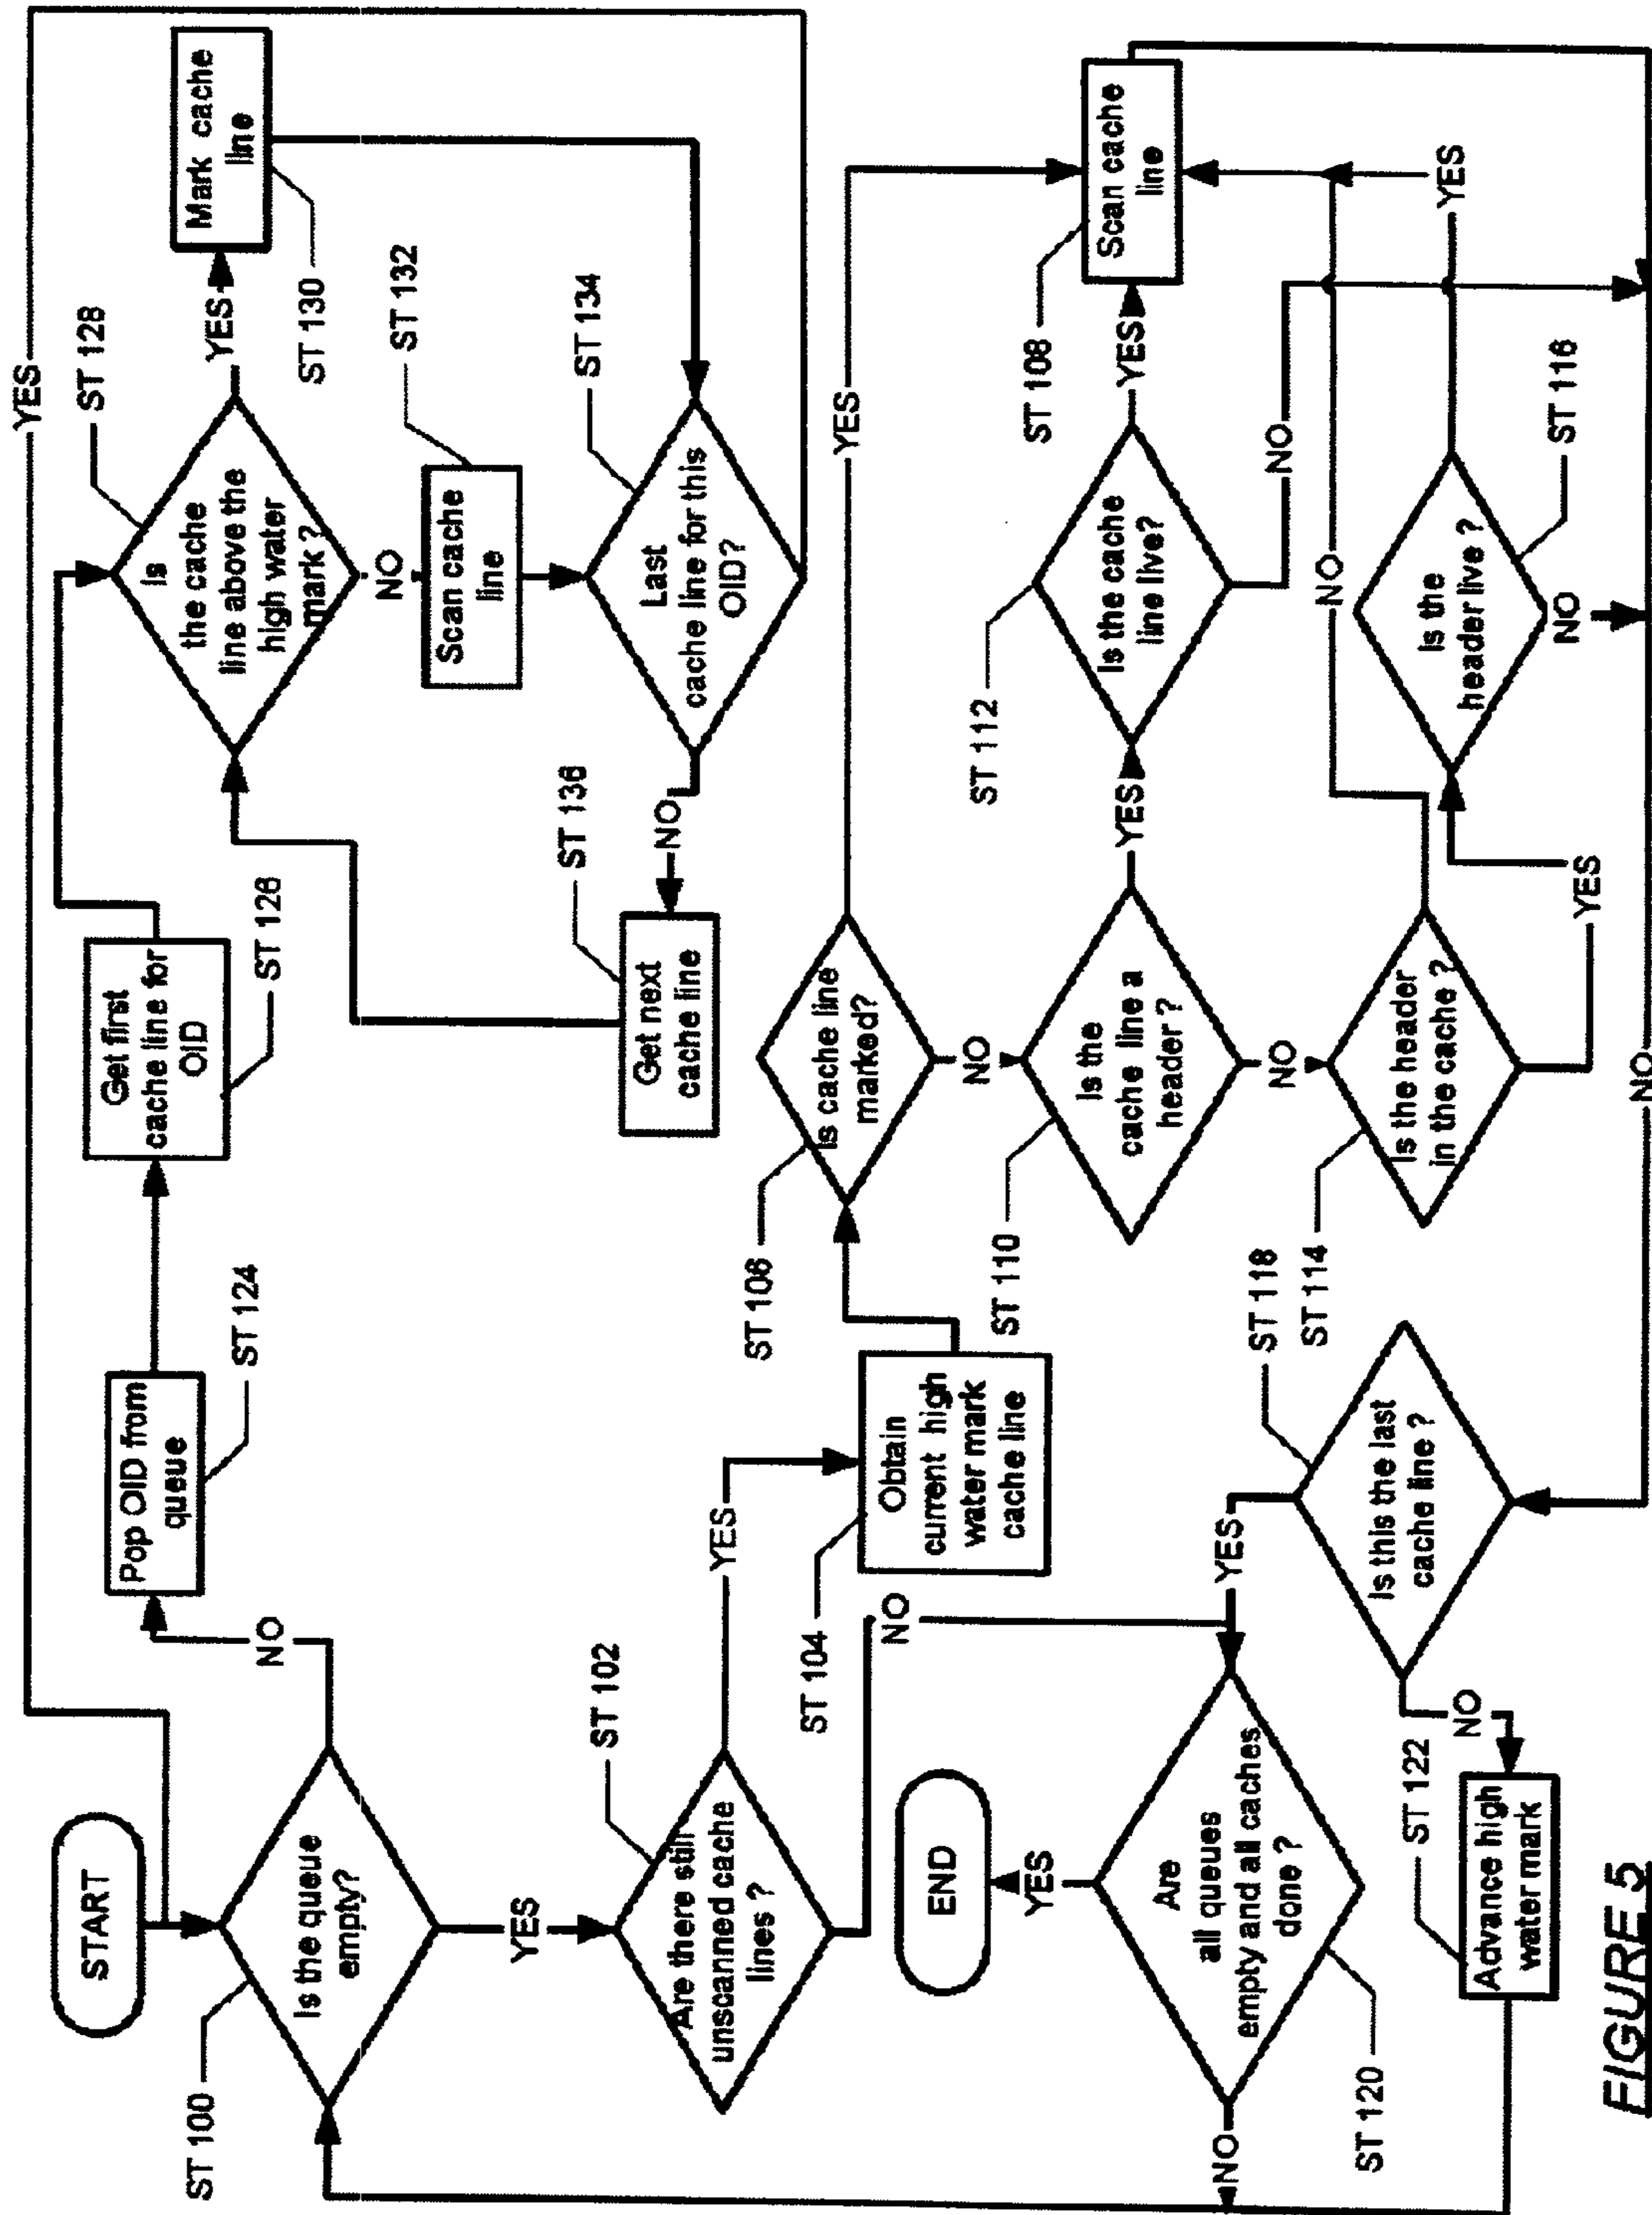 START
ST 100
Is the queue
empty?
NO
YES
Pop OID from
queue
ST 124
Get first
cache line for
OID
ST 126
YES
ST 128
Is
the cache
line above the
high water
mark ?
YES
Mark cache
line
ST 130
NO
Scan cache
line
ST 132
ST 134
Last
cache line for this
OID?
NO
ST 136
Get next
cache line
ST 102
Are there still
unscanned cache
lines ?
YES
NO
ST 104
Obtain
current high
water mark
cache line
ST 106
Is cache line
marked?
YES
NO
ST 108
Scan cache
line
ST 110
Is the
cache line a
header ?
YES
NO
ST 112
Is the cache
line live?
YES
NO
ST 114
Is the header
in the cache ?
NO
YES
Is the
header live ?
ST 116
YES
NO
NO
ST 118
Is this the last
cache line ?
YES
NO
ST 122
Advance high
water mark
END
YES
Are
all queues
empty and all caches
done ?
NO
ST 120
FIGURE 5